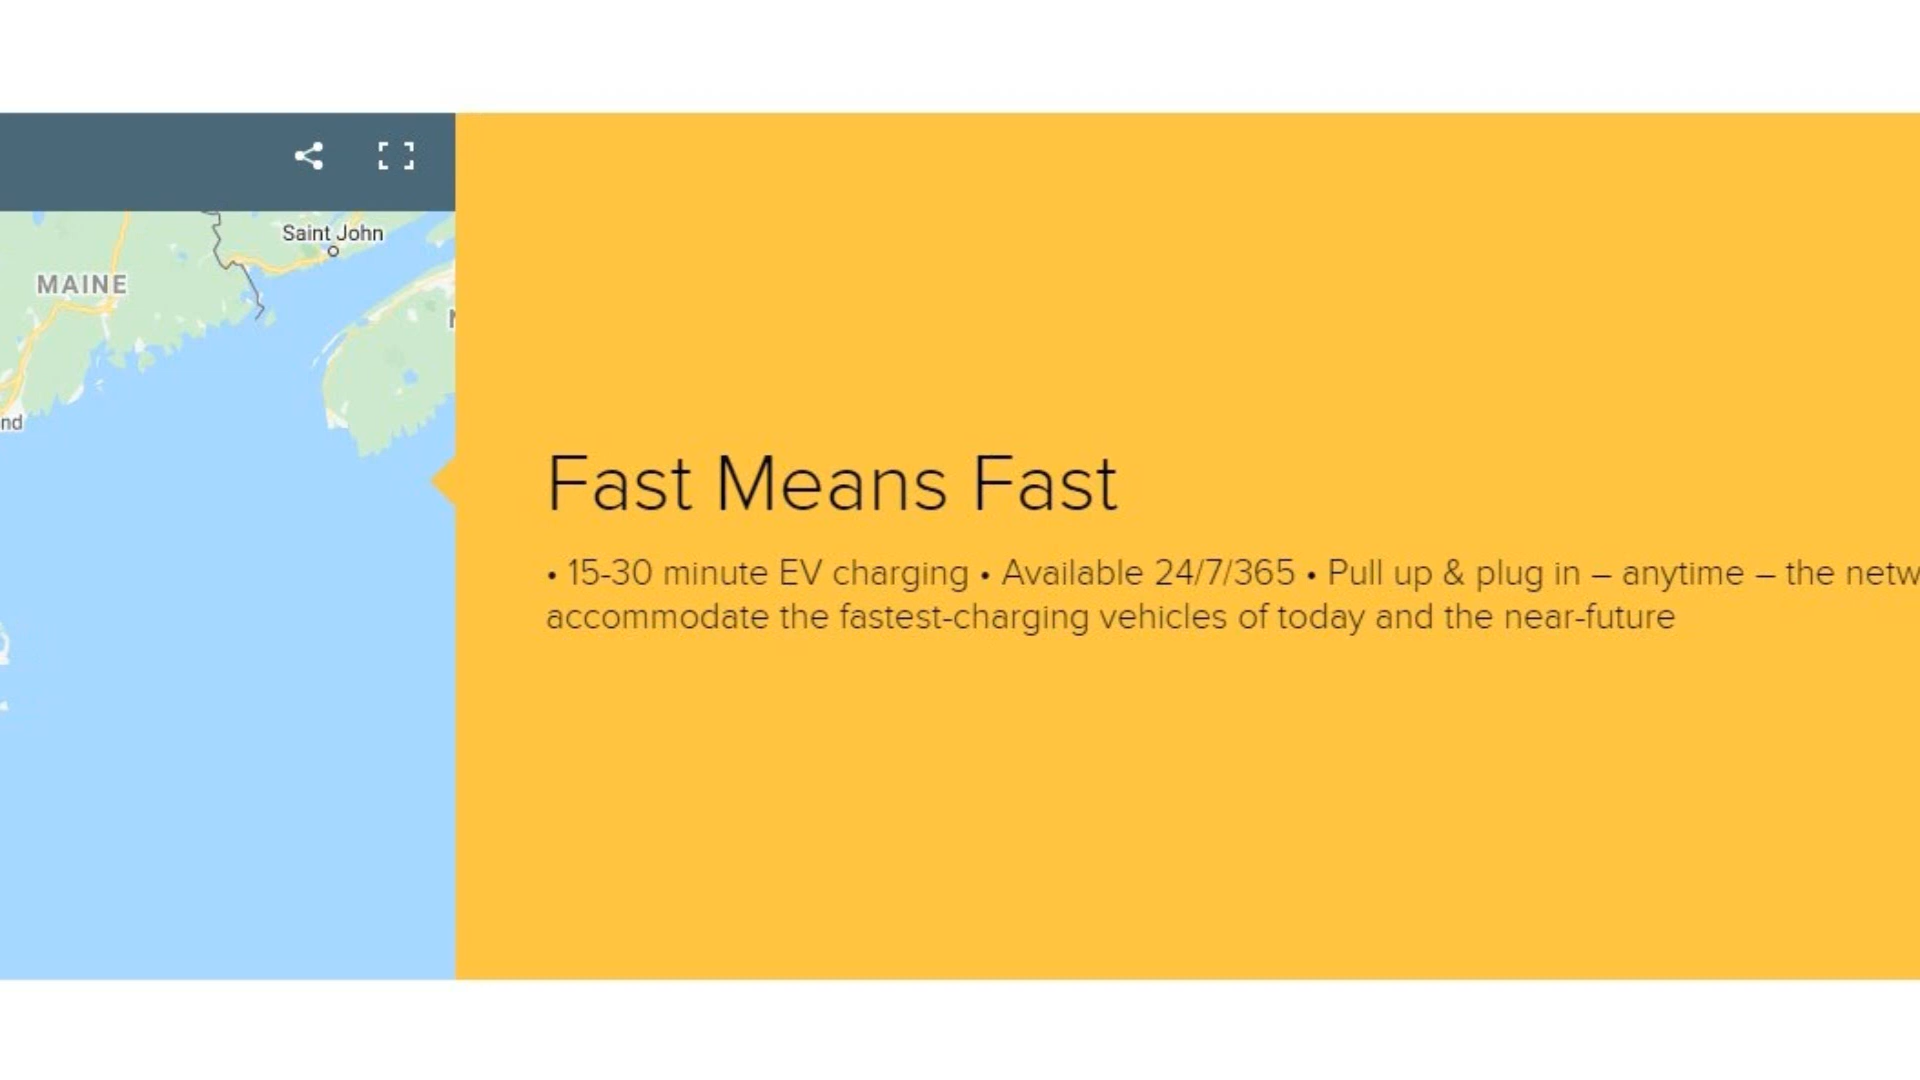 Saint John
MAINE
nd
Fast Means Fast
• 15-30 minute EV charging • Available 24/7/365 • Pull up & plug in – anytime – the netw
accommodate the fastest-charging vehicles of today and the near-future